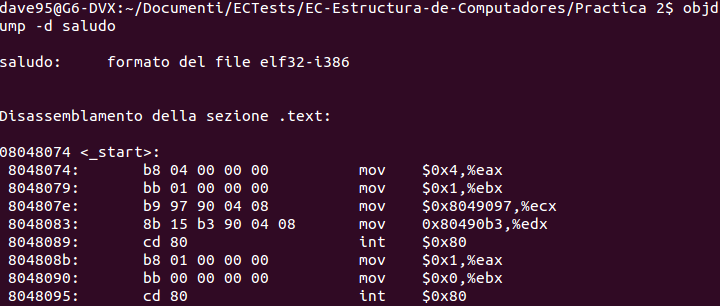 dave95@G6-DVX:~/Documenti/ECTests/EC-Estructura-de-Computadores/Practica 2$ objd
ump -d saludo
saludo:     formato del file elf32-i386
Disassemblamento della sezione .text:
08048074 <_start>:
 8048074:	b8 04 00 00 00       	mov    $0x4,%eax
 8048079:	bb 01 00 00 00       	mov    $0x1,%ebx
 804807e:	b9 97 90 04 08       	mov    $0x8049097,%ecx
 8048083:	8b 15 b3 90 04 08    	mov    0x80490b3,%edx
 8048089:	cd 80                	int    $0x80
 804808b:	b8 01 00 00 00       	mov    $0x1,%eax
 8048090:	bb 00 00 00 00       	mov    $0x0,%ebx
 8048095:	cd 80                	int    $0x80